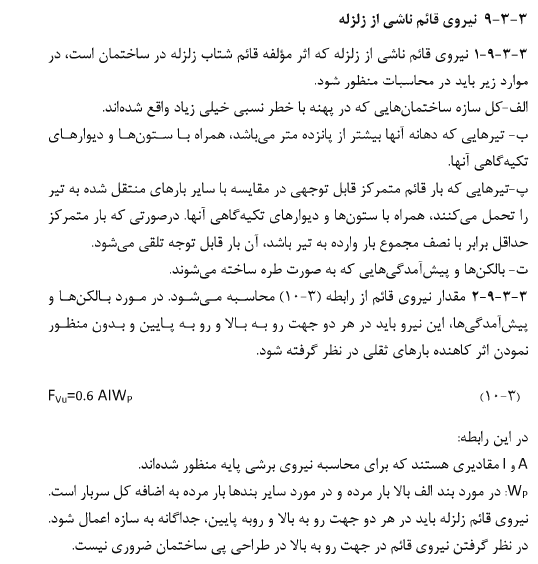 ۳-۳-۹ نیروی قائم ناشی از زلزله
۳-۳-۹-۱ نیروی قائم ناشی از زلزله که اثر مؤلفه قائم شتاب زلزله در ساختمان است، در
موارد زیر باید در محاسبات منظور شود.
الف-کل سازه ساختمان‌هایی که در پهنه با خطر نسبی خیلی زیاد واقع شده‌اند.
ب- تیرهایی که دهانه آنها بیشتر از پانزده متر می‌باشد، همراه با ستون‌ها و دیوارهای
تکیه‌گاهی آنها.
پ-تیرهایی که بار قائم متمرکز قابل توجهی در مقایسه با سایر بارهای منتقل شده به تیر
را تحمل می‌کنند، همراه با ستون‌ها و دیوارهای تکیه‌گاهی آنها. درصورتی که بار متمرکز
حداقل برابر با نصف مجموع بار وارده به تیر باشد، آن بار قابل توجه تلقی می‌شود.
ت- بالکن‌ها و پیش‌آمدگی‌هایی که به صورت طره ساخته می‌شوند.
۳-۳-۹-۲ مقدار نیروی قائم از رابطه (۳-۱۰) محاسبه می‌شود. در مورد بالکن‌ها و
پیش‌آمدگی‌ها، این نیرو باید در هر دو جهت رو به بالا و رو به پایین و بدون منظور
نمودن اثر کاهنده بارهای ثقلی در نظر گرفته شود.
(۳-۱۰) FVu=0.6 AIWP
در این رابطه:
A و I مقادیری هستند که برای محاسبه نیروی برشی پایه منظور شده‌اند.
WP: در مورد بند الف بالا بار مرده و در مورد سایر بندها بار مرده به اضافه کل سربار است.
نیروی قائم زلزله باید در هر دو جهت رو به بالا و روبه پایین، جداگانه به سازه اعمال شود.
در نظر گرفتن نیروی قائم در جهت رو به بالا در طراحی پی ساختمان ضروری نیست.